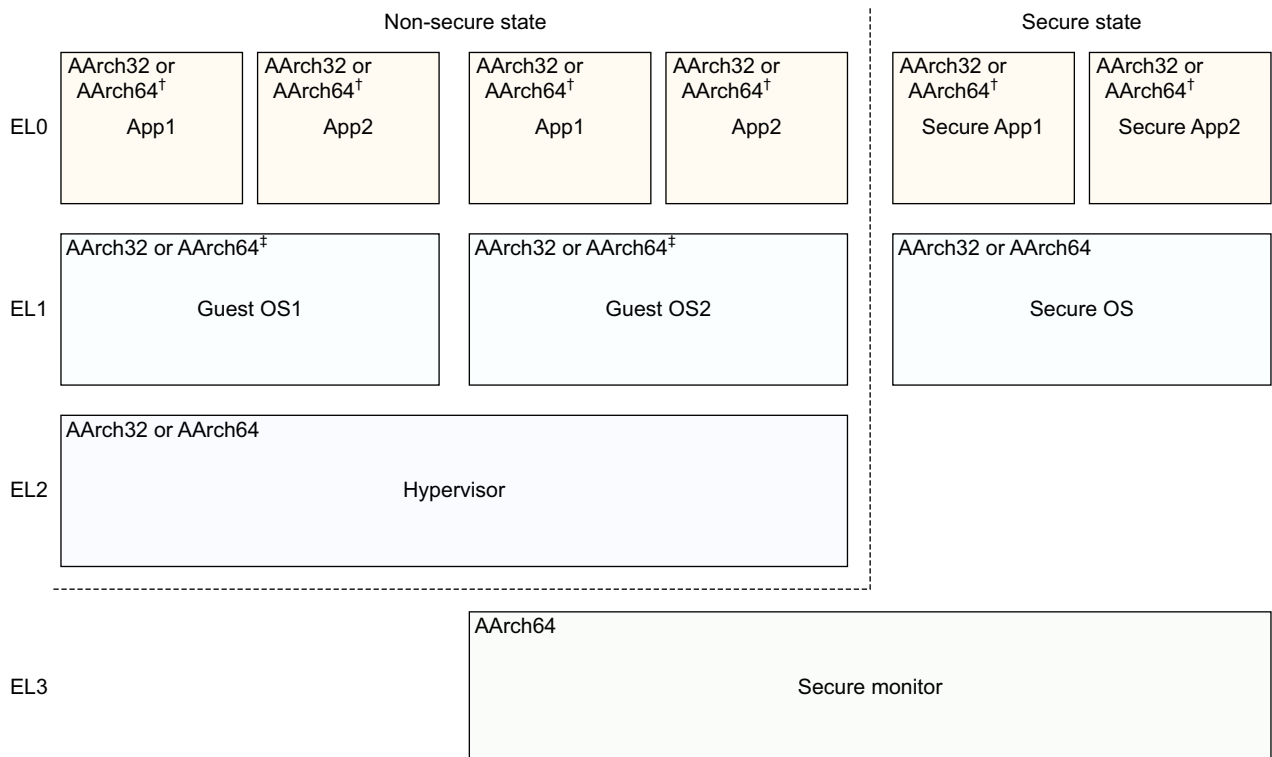 Non-secure state
Secure state
AArch32 or
AArch64†
App1
AArch32 or
AArch64†
App2
AArch32 or
AArch64†
App1
AArch32 or
AArch64†
App2
AArch32 or
AArch64†
Secure App1
AArch32 or
AArch64†
Secure App2
EL0
AArch32 or AArch64‡
Guest OS1
AArch32 or AArch64‡
Guest OS2
AArch32 or AArch64
Secure OS
EL1
AArch32 or AArch64
Hypervisor
EL2
AArch64
Secure monitor
EL3